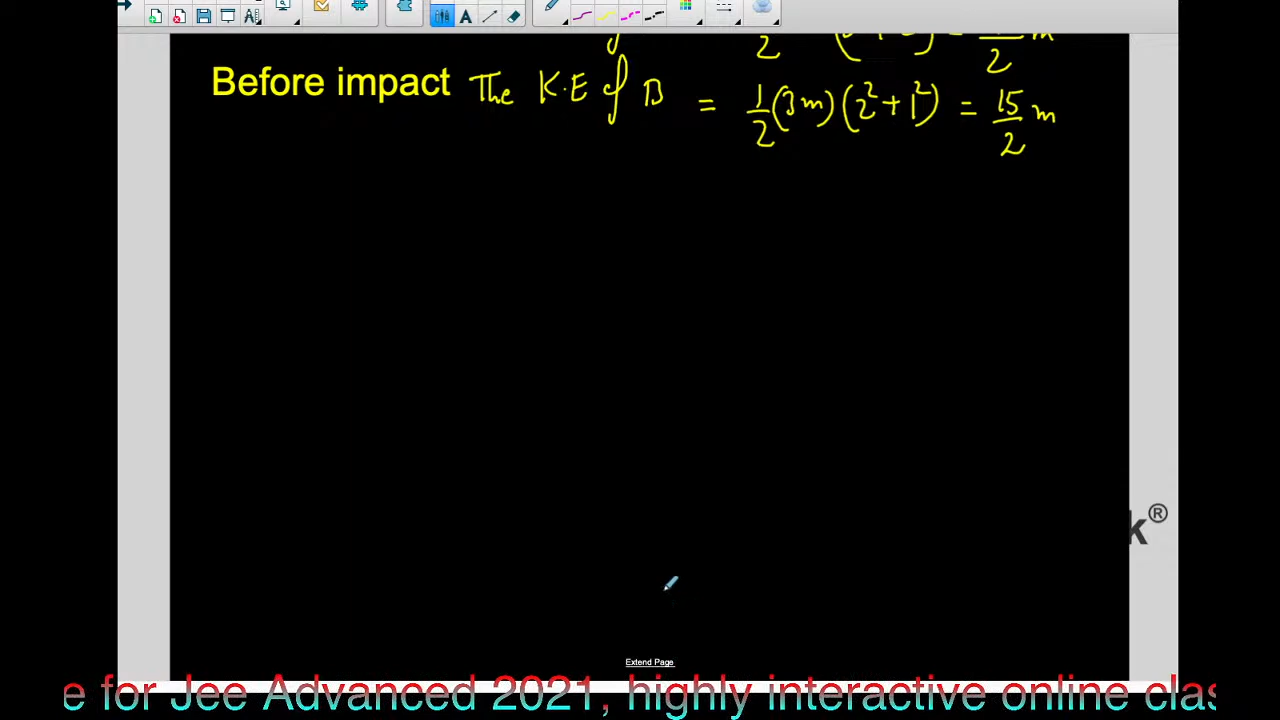 Before impact The K.E of B = 1/2 (3m)(2²+1²) = 15/2 m
k®
Extend Page
e for Jee Advanced 2021, highly interactive online clas